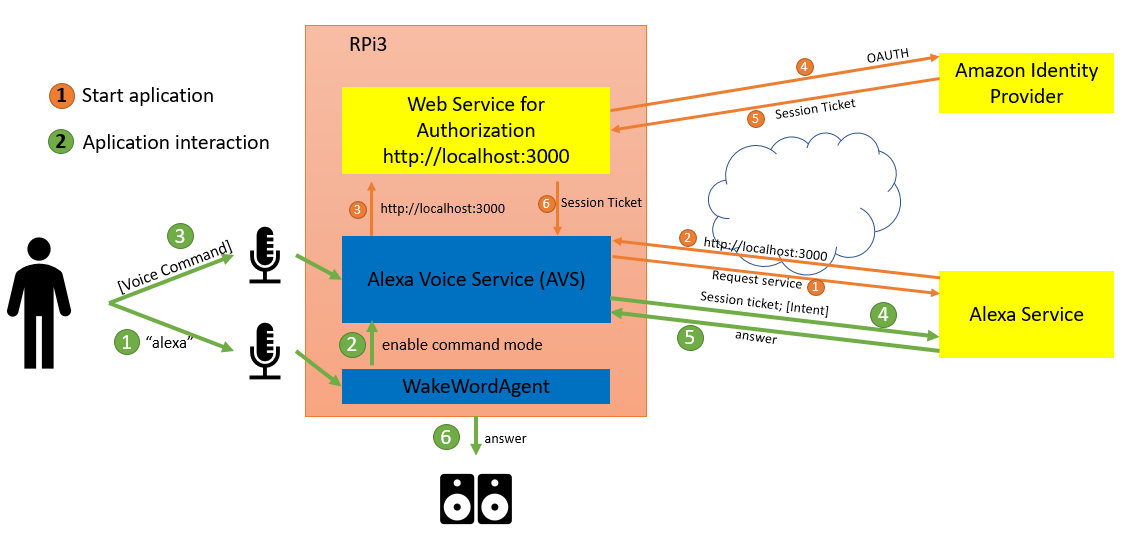 RPi3
1 Start aplication
2 Aplication interaction
Web Service for
Authorization
http://localhost:3000
4 OAUTH
5 Session Ticket
Amazon Identity
Provider
3 http://localhost:3000
6 Session Ticket
3 [Voice Command]
1 “alexa”
Alexa Voice Service (AVS)
2 http://localhost:3000
Request service 1
Session ticket; [Intent] 4
5 answer
Alexa Service
2 enable command mode
WakeWordAgent
6 answer